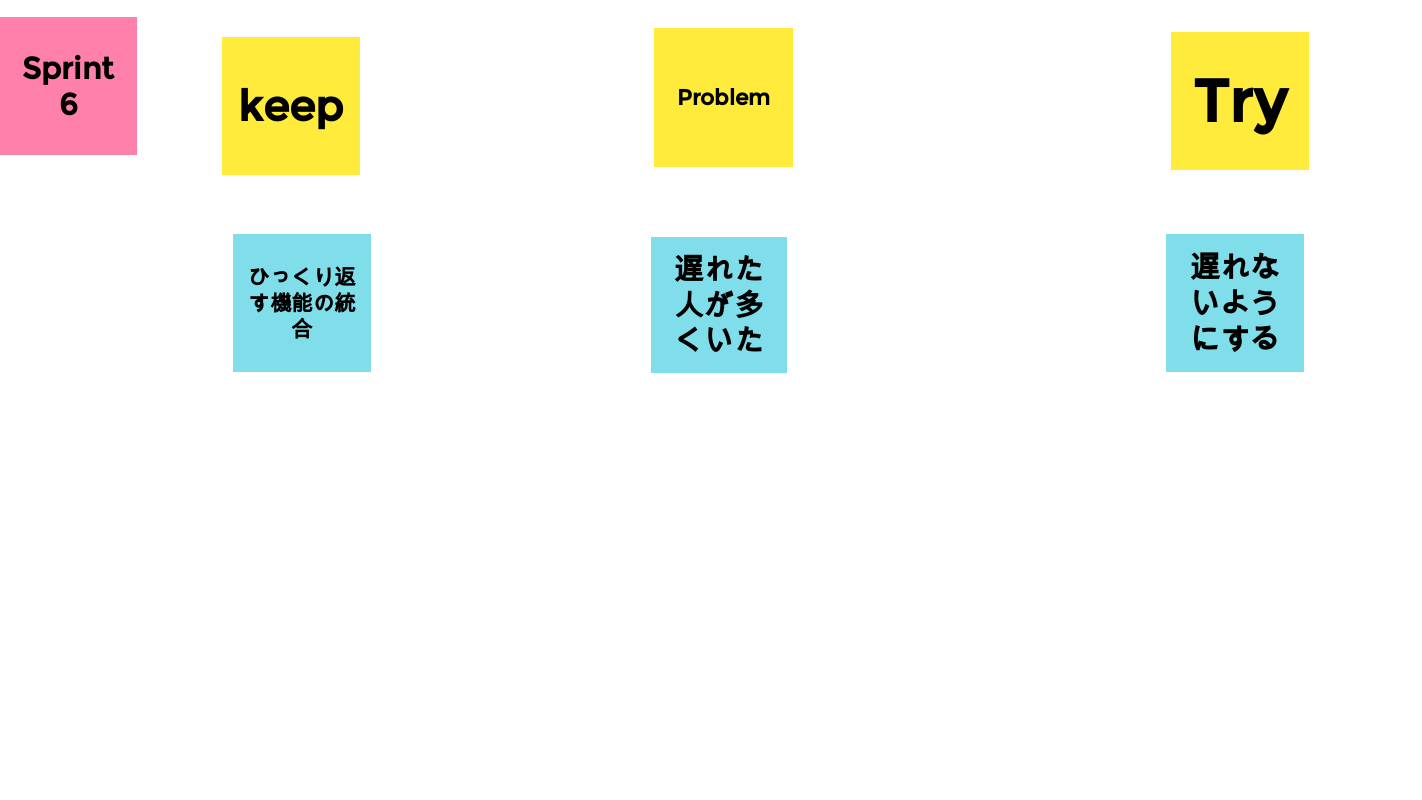 Sprint
6
keep
Problem
Try
ひっくり返
す機能の統
合
遅れた
人が多
くいた
遅れな
いよう
にする